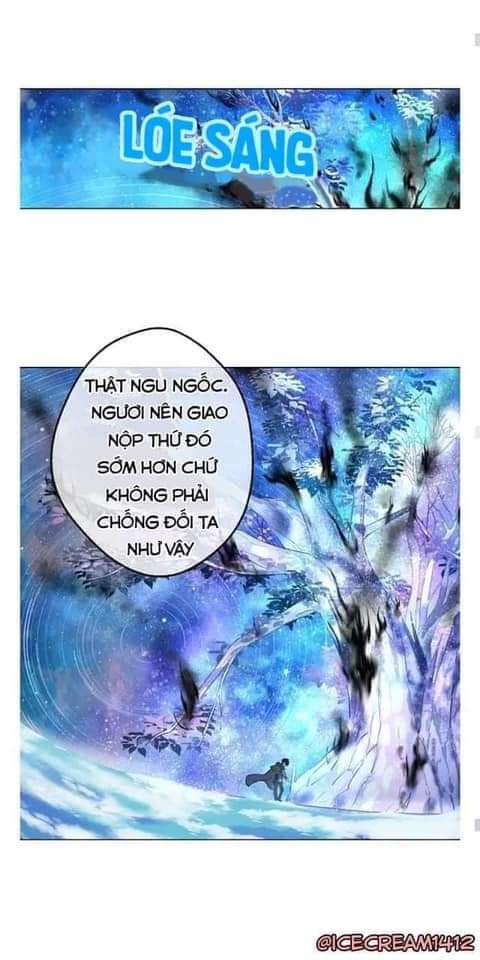 LÓE SÁNG
THẬT NGU NGỐC.
NGƯƠI NÊN GIAO
NỘP THỨ ĐÓ
SỚM HƠN CHỨ
KHÔNG PHẢI
CHỐNG ĐỐI TA
NHƯ VẬY
@ICECREAM1412